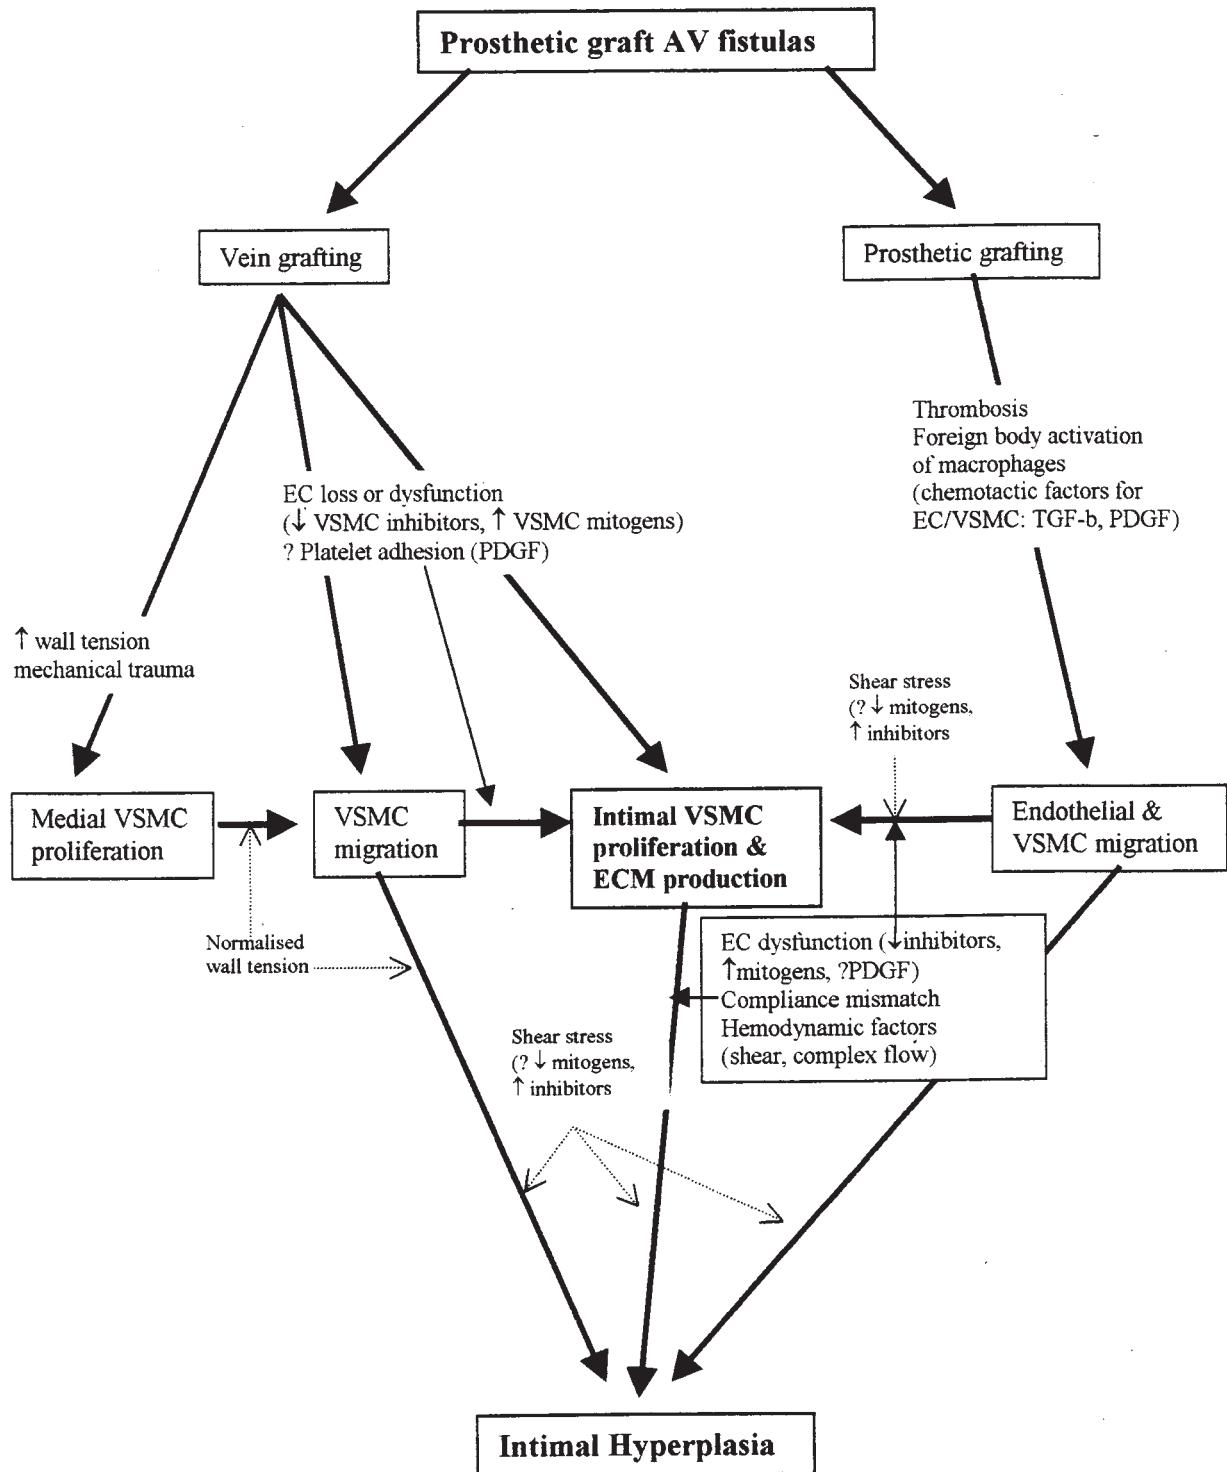 Prosthetic graft AV fistulas
Vein grafting
Prosthetic grafting
Thrombosis
Foreign body activation
of macrophages
(chemotactic factors for
EC/VSMC: TGF-b, PDGF)
EC loss or dysfunction
(↓ VSMC inhibitors, ↑ VSMC mitogens)
? Platelet adhesion (PDGF)
↑ wall tension
mechanical trauma
Shear stress
(? ↓ mitogens,
↑ inhibitors
Medial VSMC
proliferation
VSMC
migration
Intimal VSMC
proliferation &
ECM production
Endothelial &
VSMC migration
Normalised
wall tension
EC dysfunction (↓inhibitors,
↑mitogens, ?PDGF)
Compliance mismatch
Hemodynamic factors
(shear, complex flow)
Shear stress
(? ↓ mitogens,
↑ inhibitors
Intimal Hyperplasia